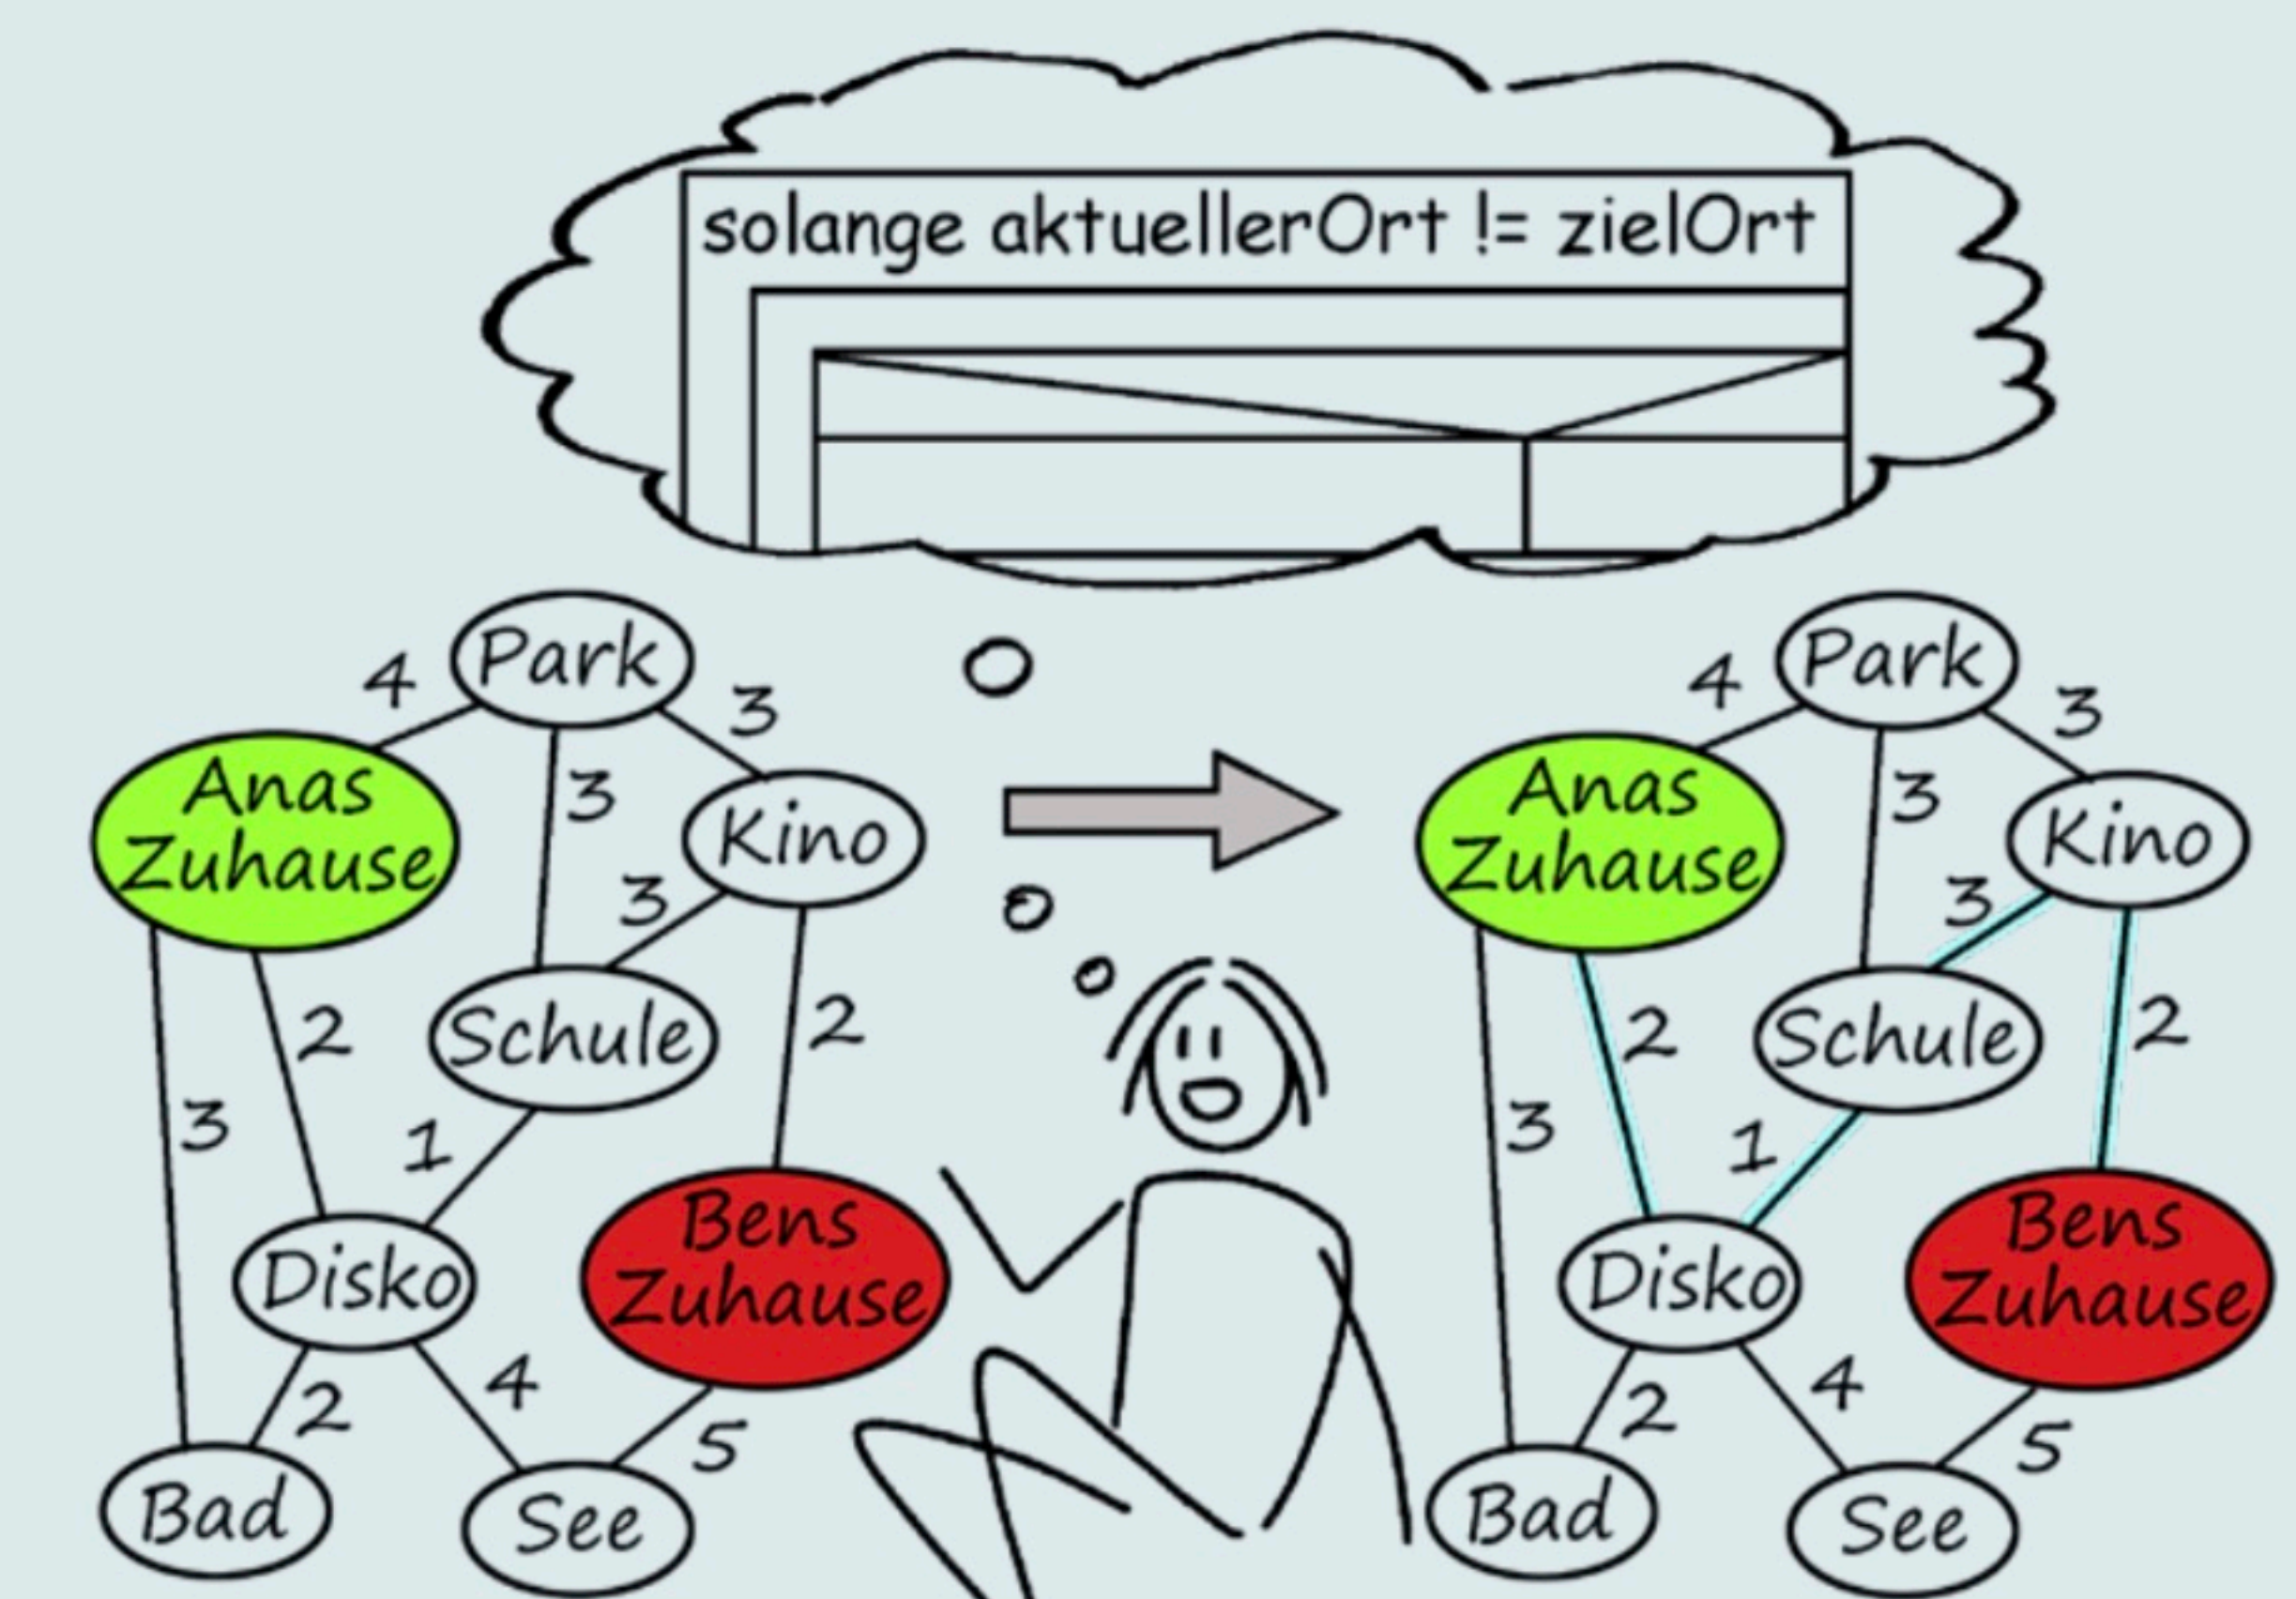 solange aktuellerOrt != zielOrt
Park
4
3
Anas
Zuhause
3
Kino
3
Schule
2
2
3
1
Bens
Zuhause
Disko
4
2
5
Bad
See
Park
4
3
Anas
Zuhause
3
Kino
3
Schule
2
2
3
1
Bens
Zuhause
Disko
4
2
5
Bad
See